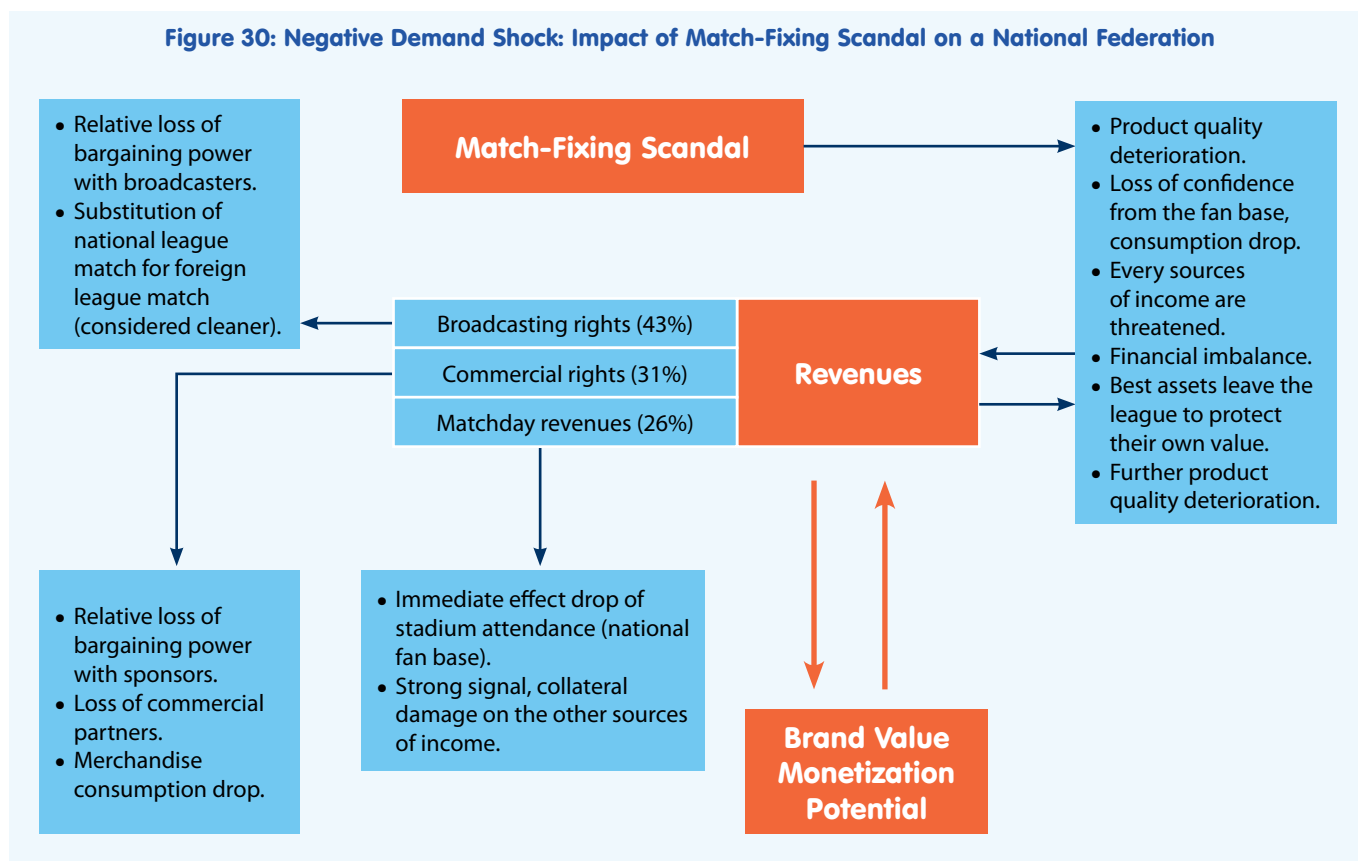 Figure 30: Negative Demand Shock: Impact of Match-Fixing Scandal on a National Federation
• Relative loss of
bargaining power
with broadcasters.
• Substitution of
national league
match for foreign
league match
(considered cleaner).
Match-Fixing Scandal
• Product quality
deterioration.
• Loss of confidence
from the fan base,
consumption drop.
• Every sources
of income are
threatened.
• Financial imbalance.
• Best assets leave the
league to protect
their own value.
• Further product
quality deterioration.
Broadcasting rights (43%)
Commercial rights (31%)
Matchday revenues (26%)
Revenues
• Relative loss of
bargaining power
with sponsors.
• Loss of commercial
partners.
• Merchandise
consumption drop.
• Immediate effect drop of
stadium attendance (national
fan base).
• Strong signal, collateral
damage on the other sources
of income.
Brand Value
Monetization
Potential